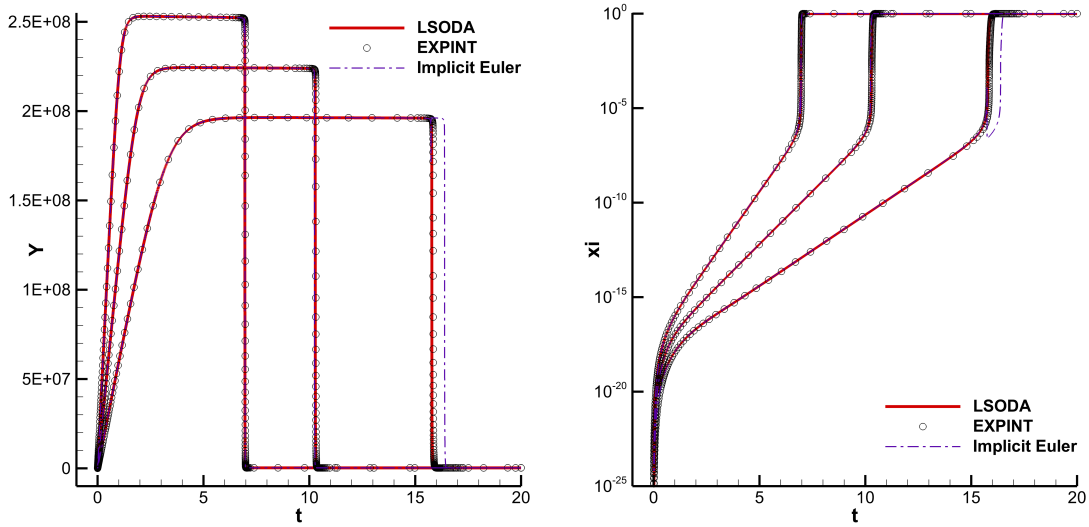 2.5E+08
2E+08
1.5E+08
1E+08
5E+07
0
Y
0 5 10 15 20
t
LSODA
EXPINT
Implicit Euler
10^0
10^-5
10^-10
10^-15
10^-20
10^-25
xi
0 5 10 15 20
t
LSODA
EXPINT
Implicit Euler